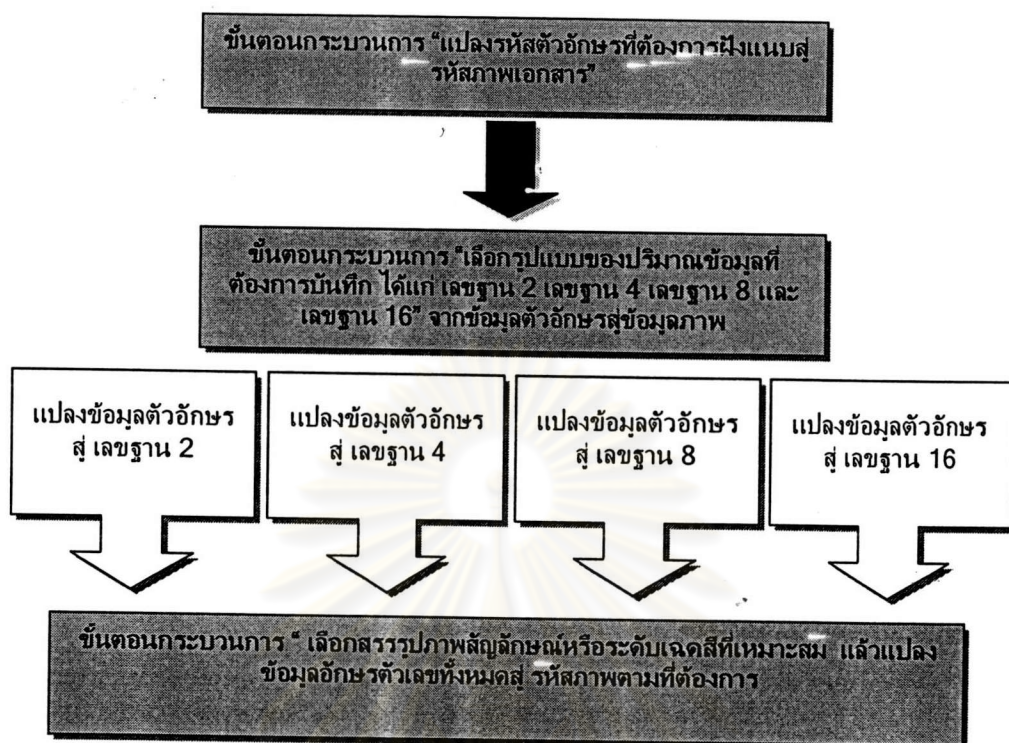 ขั้นตอนกระบวนการ “แปลงรหัสตัวอักษรที่ต้องการฝังแนบสู่
รหัสภาพเอกสาร”
ขั้นตอนกระบวนการ “เลือกรูปแบบของปริมาณข้อมูลที่
ต้องการบันทึก ได้แก่ เลขฐาน 2 เลขฐาน 4 เลขฐาน 8 และ
เลขฐาน 16” จากข้อมูลตัวอักษรสู่ข้อมูลภาพ
แปลงข้อมูลตัวอักษร
สู่ เลขฐาน 2
แปลงข้อมูลตัวอักษร
สู่ เลขฐาน 4
แปลงข้อมูลตัวอักษร
สู่ เลขฐาน 8
แปลงข้อมูลตัวอักษร
สู่ เลขฐาน 16
ขั้นตอนกระบวนการ “ เลือกสรรรูปภาพสัญลักษณ์หรือระดับเฉดสีที่เหมาะสม แล้วแปลง
ข้อมูลอักษรตัวเลขทั้งหมดสู่ รหัสภาพตามที่ต้องการ